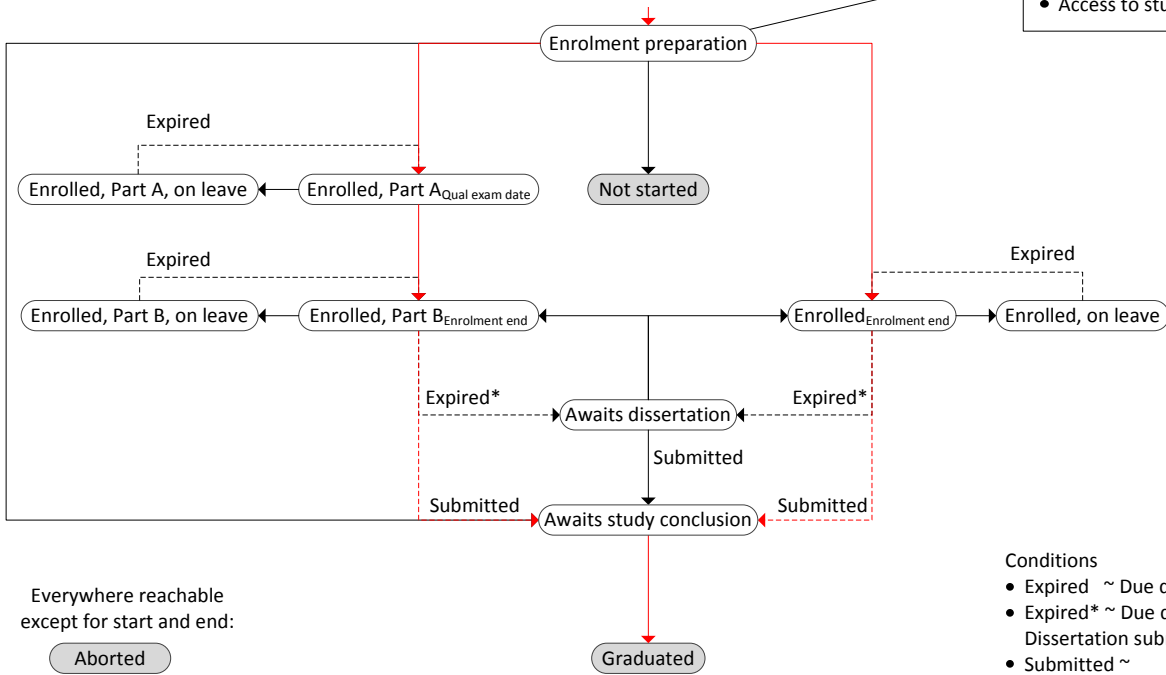 • Access to stu
Enrolment preparation
Expired
Enrolled, Part A, on leave
Enrolled, Part A Qual exam date
Not started
Expired
Expired
Enrolled, Part B, on leave
Enrolled, Part B Enrolment end
Enrolled Enrolment end
Enrolled, on leave
Expired*
Expired*
Awaits dissertation
Submitted
Submitted
Submitted
Awaits study conclusion
Everywhere reachable
except for start and end:
Aborted
Graduated
Conditions
• Expired ~ Due d
• Expired* ~ Due d
Dissertation sub
• Submitted ~